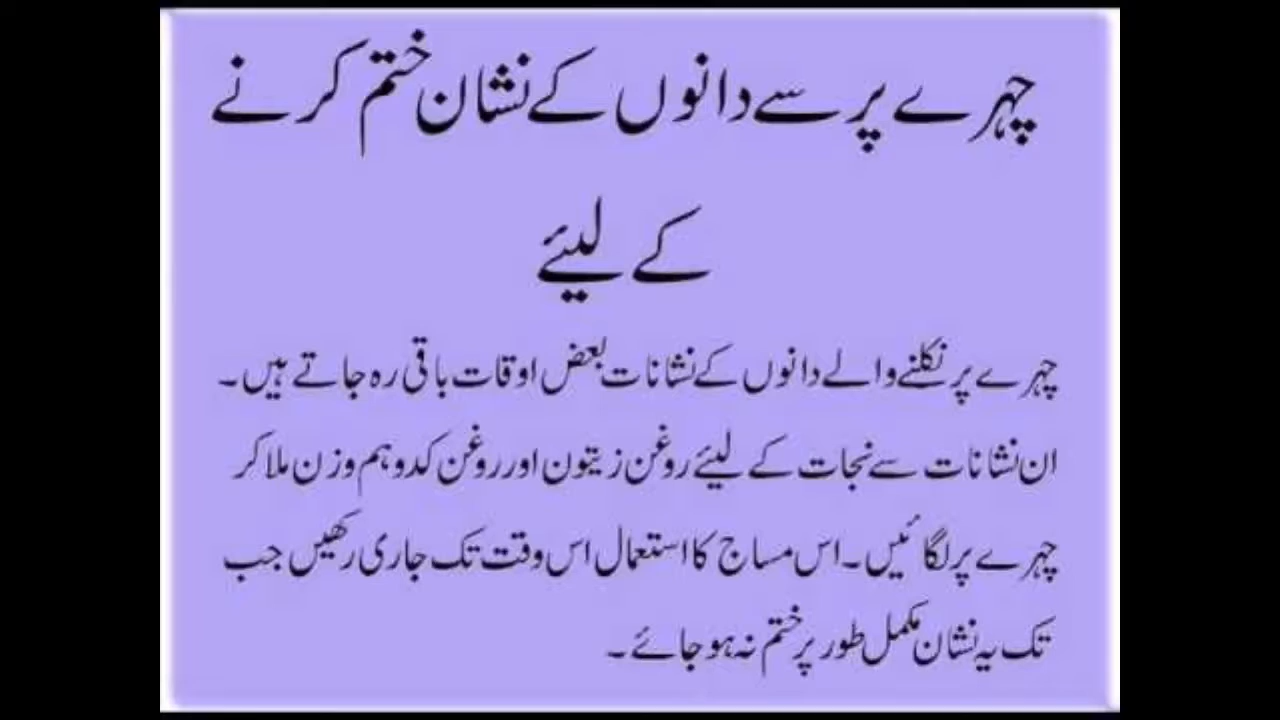 چہرے پر سے دانوں کے نشان ختم کرنے
کے لیئے
چہرے پر نکلنے والے دانوں کے نشانات بعض اوقات باقی رہ جاتے ہیں۔
ان نشانات سے نجات کے لیئے روغن زیتون اور روغن کدو ہم وزن ملا کر
چہرے پر لگائیں۔ اس مساج کا استعمال اس وقت تک جاری رکھیں جب
تک یہ نشان مکمل طور پر ختم نہ ہو جائے۔